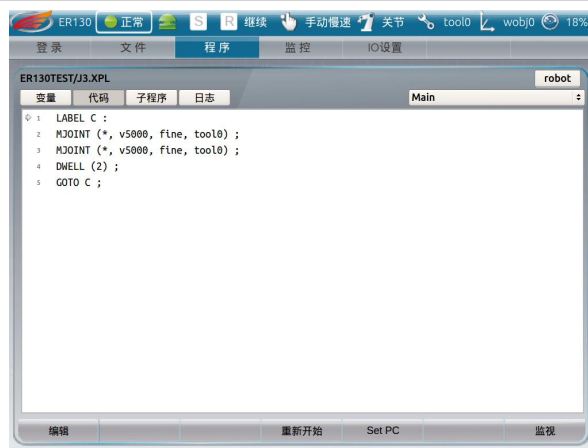 ER130 正常 S R 继续 手动慢速 关节 tool0 wobj0 18%
登录 文件 程序 监控 IO设置
ER130TEST/J3.XPL robot
变量 代码 子程序 日志 Main
1 LABEL C :
2 MJOINT (*, v5000, fine, tool0) ;
3 MJOINT (*, v5000, fine, tool0) ;
4 DWELL (2) ;
5 GOTO C ;
编辑 重新开始 Set PC 监视